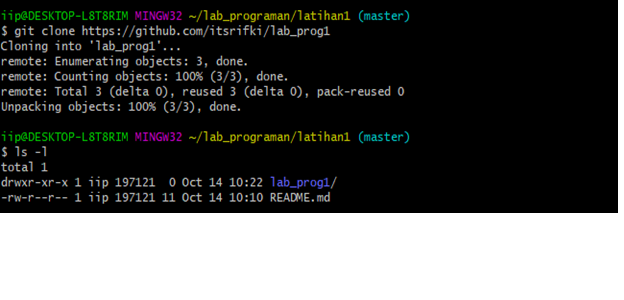 iip@DESKTOP-L8T8RIM MINGW32 ~/lab_programan/latihan1 (master)
$ git clone https://github.com/itsrifki/lab_prog1
Cloning into 'lab_prog1'...
remote: Enumerating objects: 3, done.
remote: Counting objects: 100% (3/3), done.
remote: Total 3 (delta 0), reused 3 (delta 0), pack-reused 0
Unpacking objects: 100% (3/3), done.
iip@DESKTOP-L8T8RIM MINGW32 ~/lab_programan/latihan1 (master)
$ ls -l
total 1
drwxr-xr-x 1 iip 197121  0 Oct 14 10:22 lab_prog1/
-rw-r--r-- 1 iip 197121 11 Oct 14 10:10 README.md